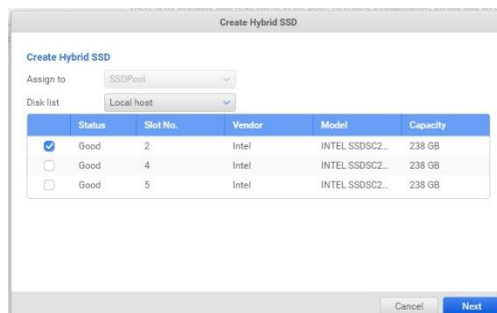 Create Hybrid SSD
Create Hybrid SSD
Assign to SSDPool
Disk list Local host
Status Slot No. Vendor Model Capacity
Good 2 Intel INTEL SSDSC2... 238 GB
Good 4 Intel INTEL SSDSC2... 238 GB
Good 5 Intel INTEL SSDSC2... 238 GB
Cancel Next